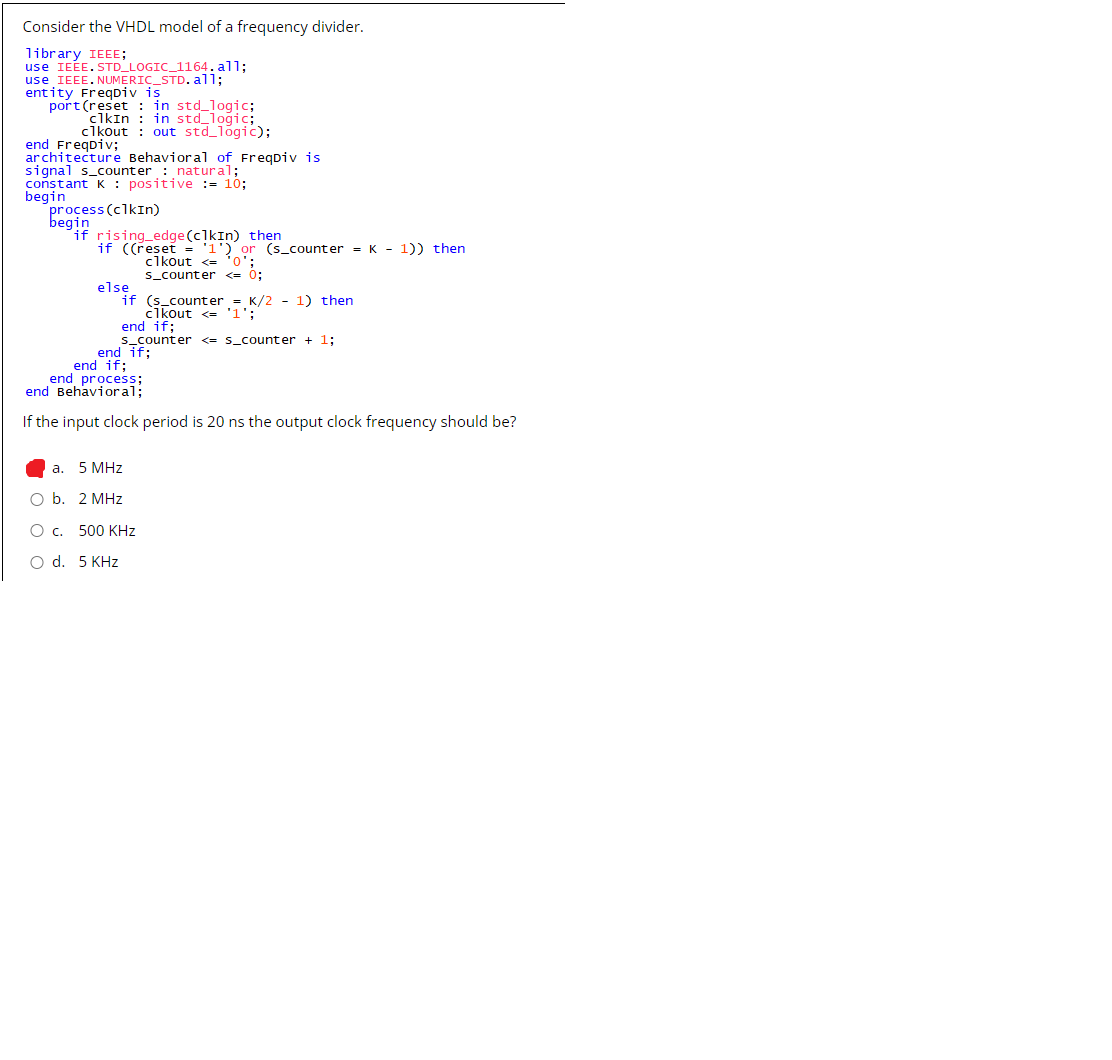 Consider the VHDL model of a frequency divider.
library IEEE;
use IEEE.STD_LOGIC_1164.all;
use IEEE.NUMERIC_STD.all;
entity FreqDiv is
port(reset : in std_logic;
clkIn : in std_logic;
clkOut : out std_logic);
end FreqDiv;
architecture Behavioral of FreqDiv is
signal s_counter : natural;
constant K : positive := 10;
begin
process(clkIn)
begin
if rising_edge(clkIn) then
if ((reset = '1') or (s_counter = K - 1)) then
clkOut <= '0';
s_counter <= 0;
else
if (s_counter = K/2 - 1) then
clkOut <= '1';
end if;
s_counter <= s_counter + 1;
end if;
end if;
end process;
end Behavioral;
If the input clock period is 20 ns the output clock frequency should be?
a. 5 MHz
b. 2 MHz
c. 500 KHz
d. 5 KHz